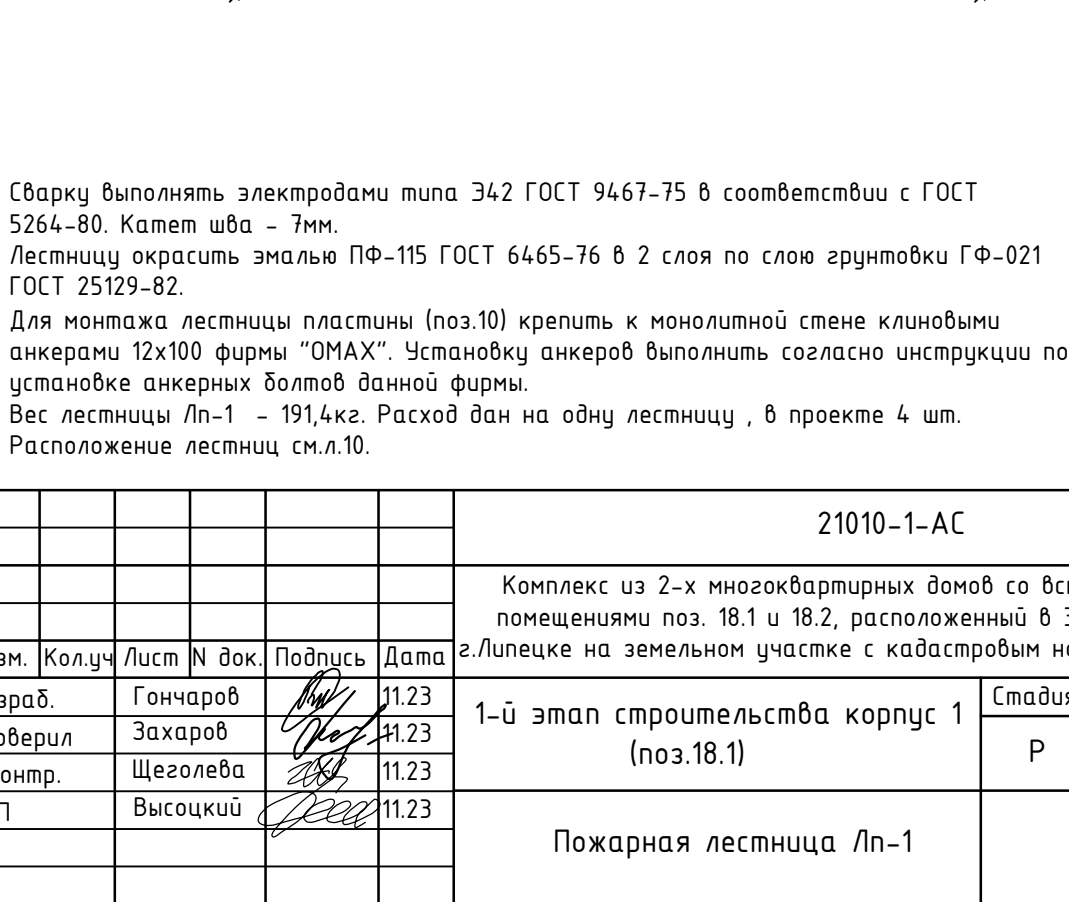 Сварку выполнять электродами типа Э42 ГОСТ 9467-75 в соответствии с ГОСТ
5264-80. Катет шва - 7мм.
Лестницу окрасить эмалью ПФ-115 ГОСТ 6465-76 в 2 слоя по слою грунтовки ГФ-021
ГОСТ 25129-82.
Для монтажа лестницы пластины (поз.10) крепить к монолитной стене клиновыми
анкерами 12х100 фирмы "ОМАХ". Установку анкеров выполнить согласно инструкции по
установке анкерных болтов данной фирмы.
Вес лестницы Лп-1 - 191,4кг. Расход дан на одну лестницу , в проекте 4 шт.
Расположение лестниц см.л.10.
21010-1-АС
Комплекс из 2-х многоквартирных домов со
помещениями поз. 18.1 и 18.2, расположенный в
г.Липецке на земельном участке с кадастровым
Кол.уч Лист N док. Подпись Дата
Гончаров 11.23
Захаров 11.23
Щеголева 11.23
Высоцкий 11.23
1-й этап строительства корпус 1
(поз.18.1)
Стадия
Р
Пожарная лестница Лп-1